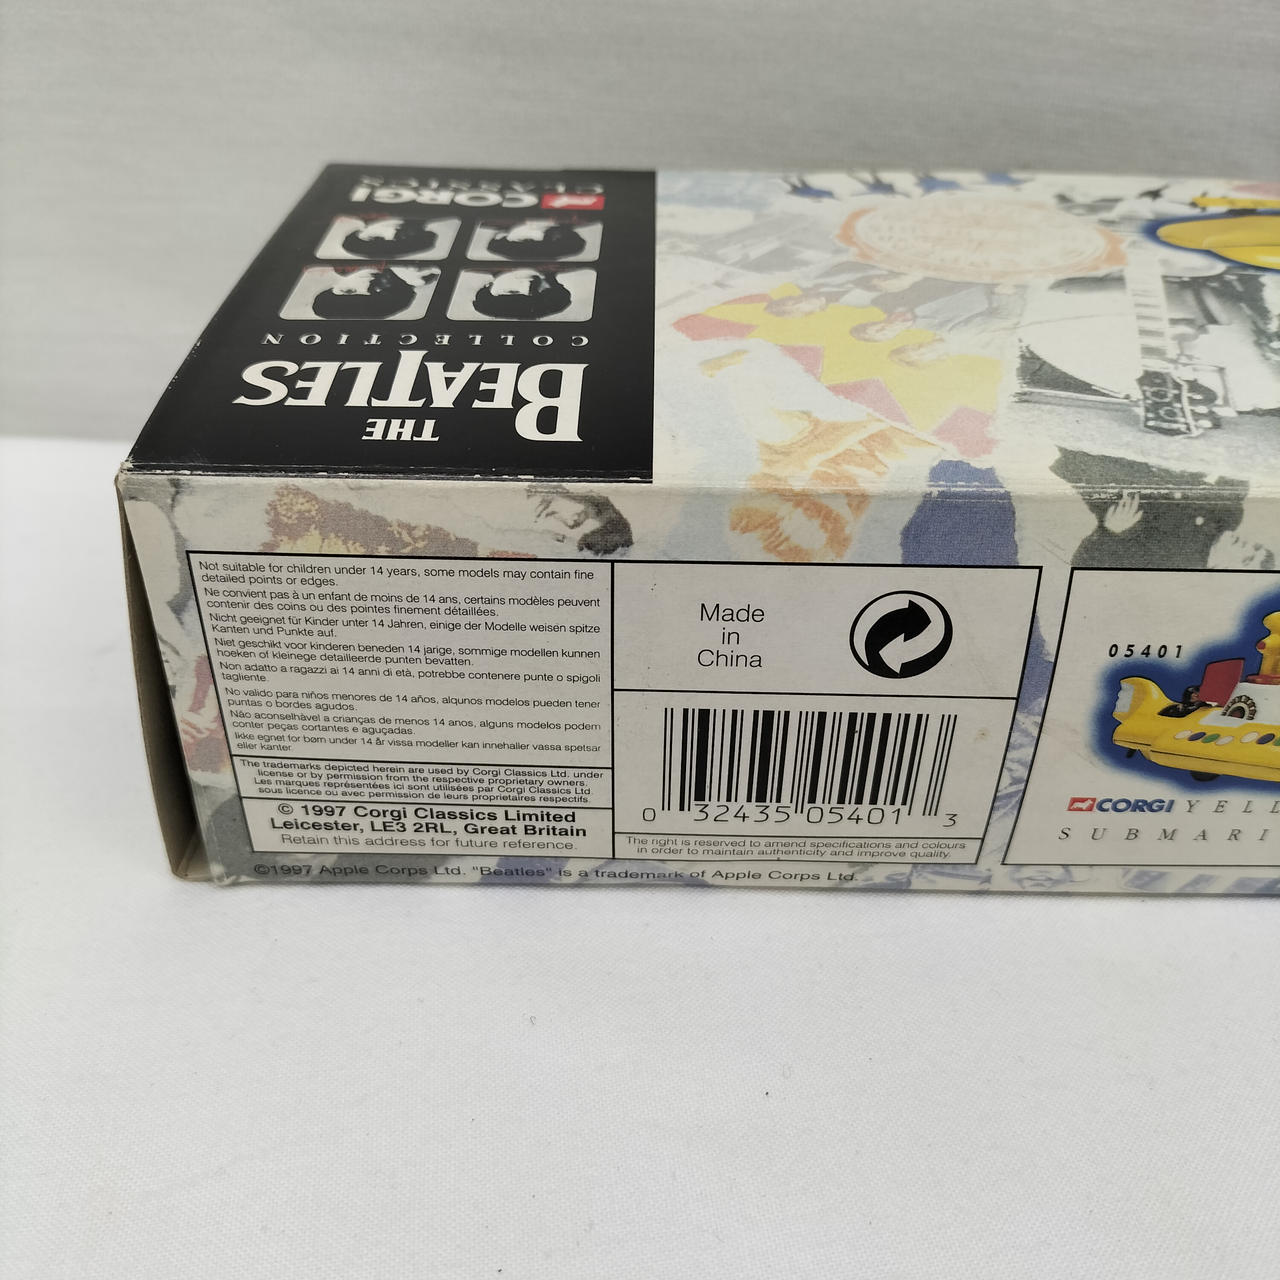 CORGI
CLASSICS
COLLECTION
BEATLES
THE
Not suitable for children under 14 years, some models may contain fine
detailed points or edges.
Ne convient pas à un enfant de moins de 14 ans, certains modèles peuvent
contenir des coins ou des pointes finement détaillées.
Nicht geeignet für Kinder unter 14 Jahren, einige der Modelle weisen spitze
Kanten und Punkte auf.
Niet geschikt voor kinderen beneden 14 jarige, sommige modellen kunnen
hoeken of kleinege detailleerde punten bevatten.
Non adatto a ragazzi ai 14 anni di età, potrebbe contenere punte o spigoli
tagliente.
No valido para niños menores de 14 años, alqunos modelos pueden tener
puntas o bordes agudos.
Não aconselhável a crianças de menos 14 anos, alguns modelos podem
conter peças cortantes e aguçadas.
Ikke egnet for børn under 14 år vissa modeller kan innehaller vassa spetsar
eller kanter.
The trademarks depicted herein are used by Corgi Classics Ltd. under
license or by permission from the respective proprietary owners.
Les marques représentées ici sont utilisées par Corgi Classics Ltd.
sous licence ou avec permission de leurs propriétaires respectifs.
© 1997 Corgi Classics Limited
Leicester, LE3 2RL, Great Britain
Retain this address for future reference.
Made
in
China
0 32435 05401 3
The right is reserved to amend specifications and colours
in order to maintain authenticity and improve quality.
©1997 Apple Corps Ltd. "Beatles" is a trademark of Apple Corps Ltd.
05401
CORGI YELL
SUBMARI